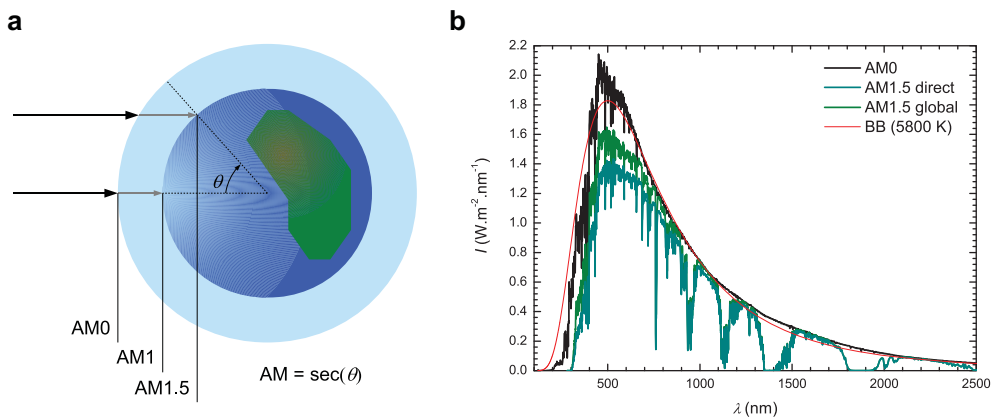 a
θ
AM0
AM1
AM1.5
AM = sec(θ)
b
I (W.m⁻².nm⁻¹)
2.2
2.0
1.8
1.6
1.4
1.2
1.0
0.8
0.6
0.4
0.2
0.0
AM0
AM1.5 direct
AM1.5 global
BB (5800 K)
500 1000 1500 2000 2500
λ (nm)